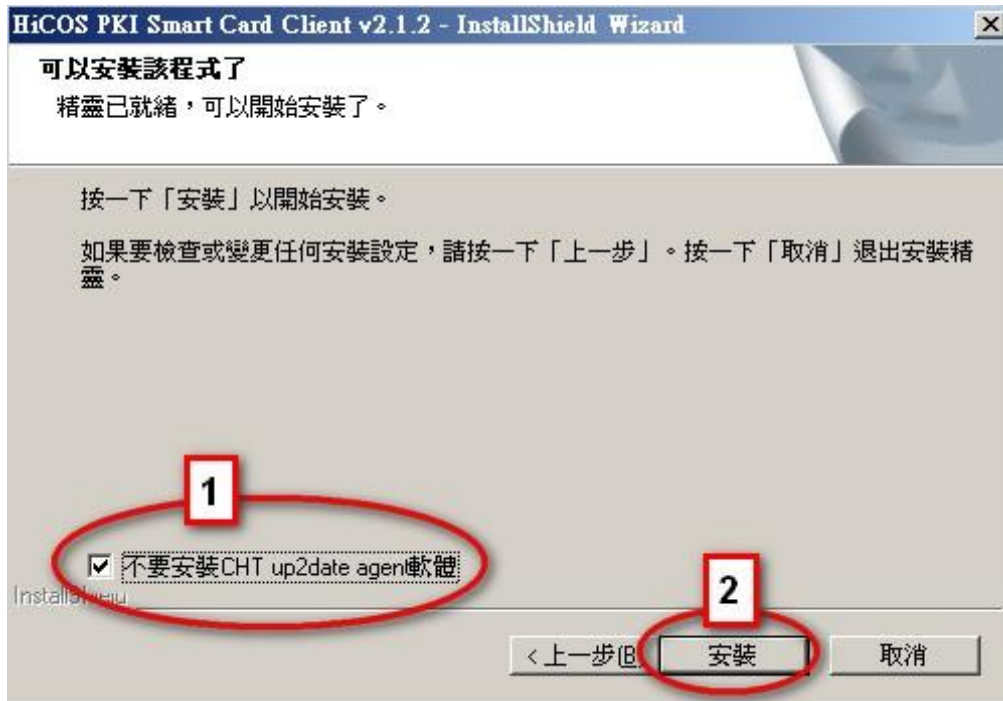 HiCOS PKI Smart Card Client v2.1.2 - InstallShield Wizard
可以安裝該程式了
精靈已就緒，可以開始安裝了。
按一下「安裝」以開始安裝。
如果要檢查或變更任何安裝設定，請按一下「上一步」。按一下「取消」退出安裝精
靈。
1
不要安裝CHT up2date agent軟體
InstallShield
2
<上一步(B)
安裝
取消